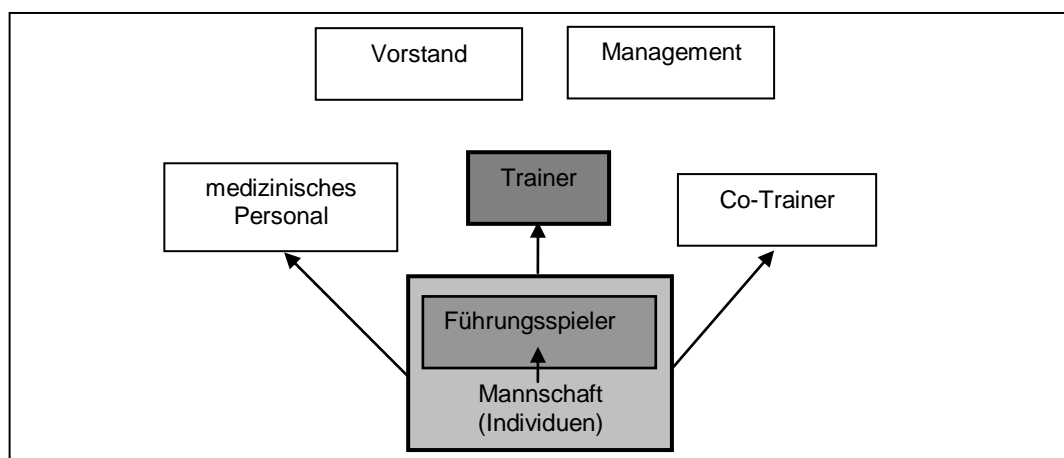 Vorstand
Management
medizinisches
Personal
Trainer
Co-Trainer
Führungsspieler
Mannschaft
(Individuen)